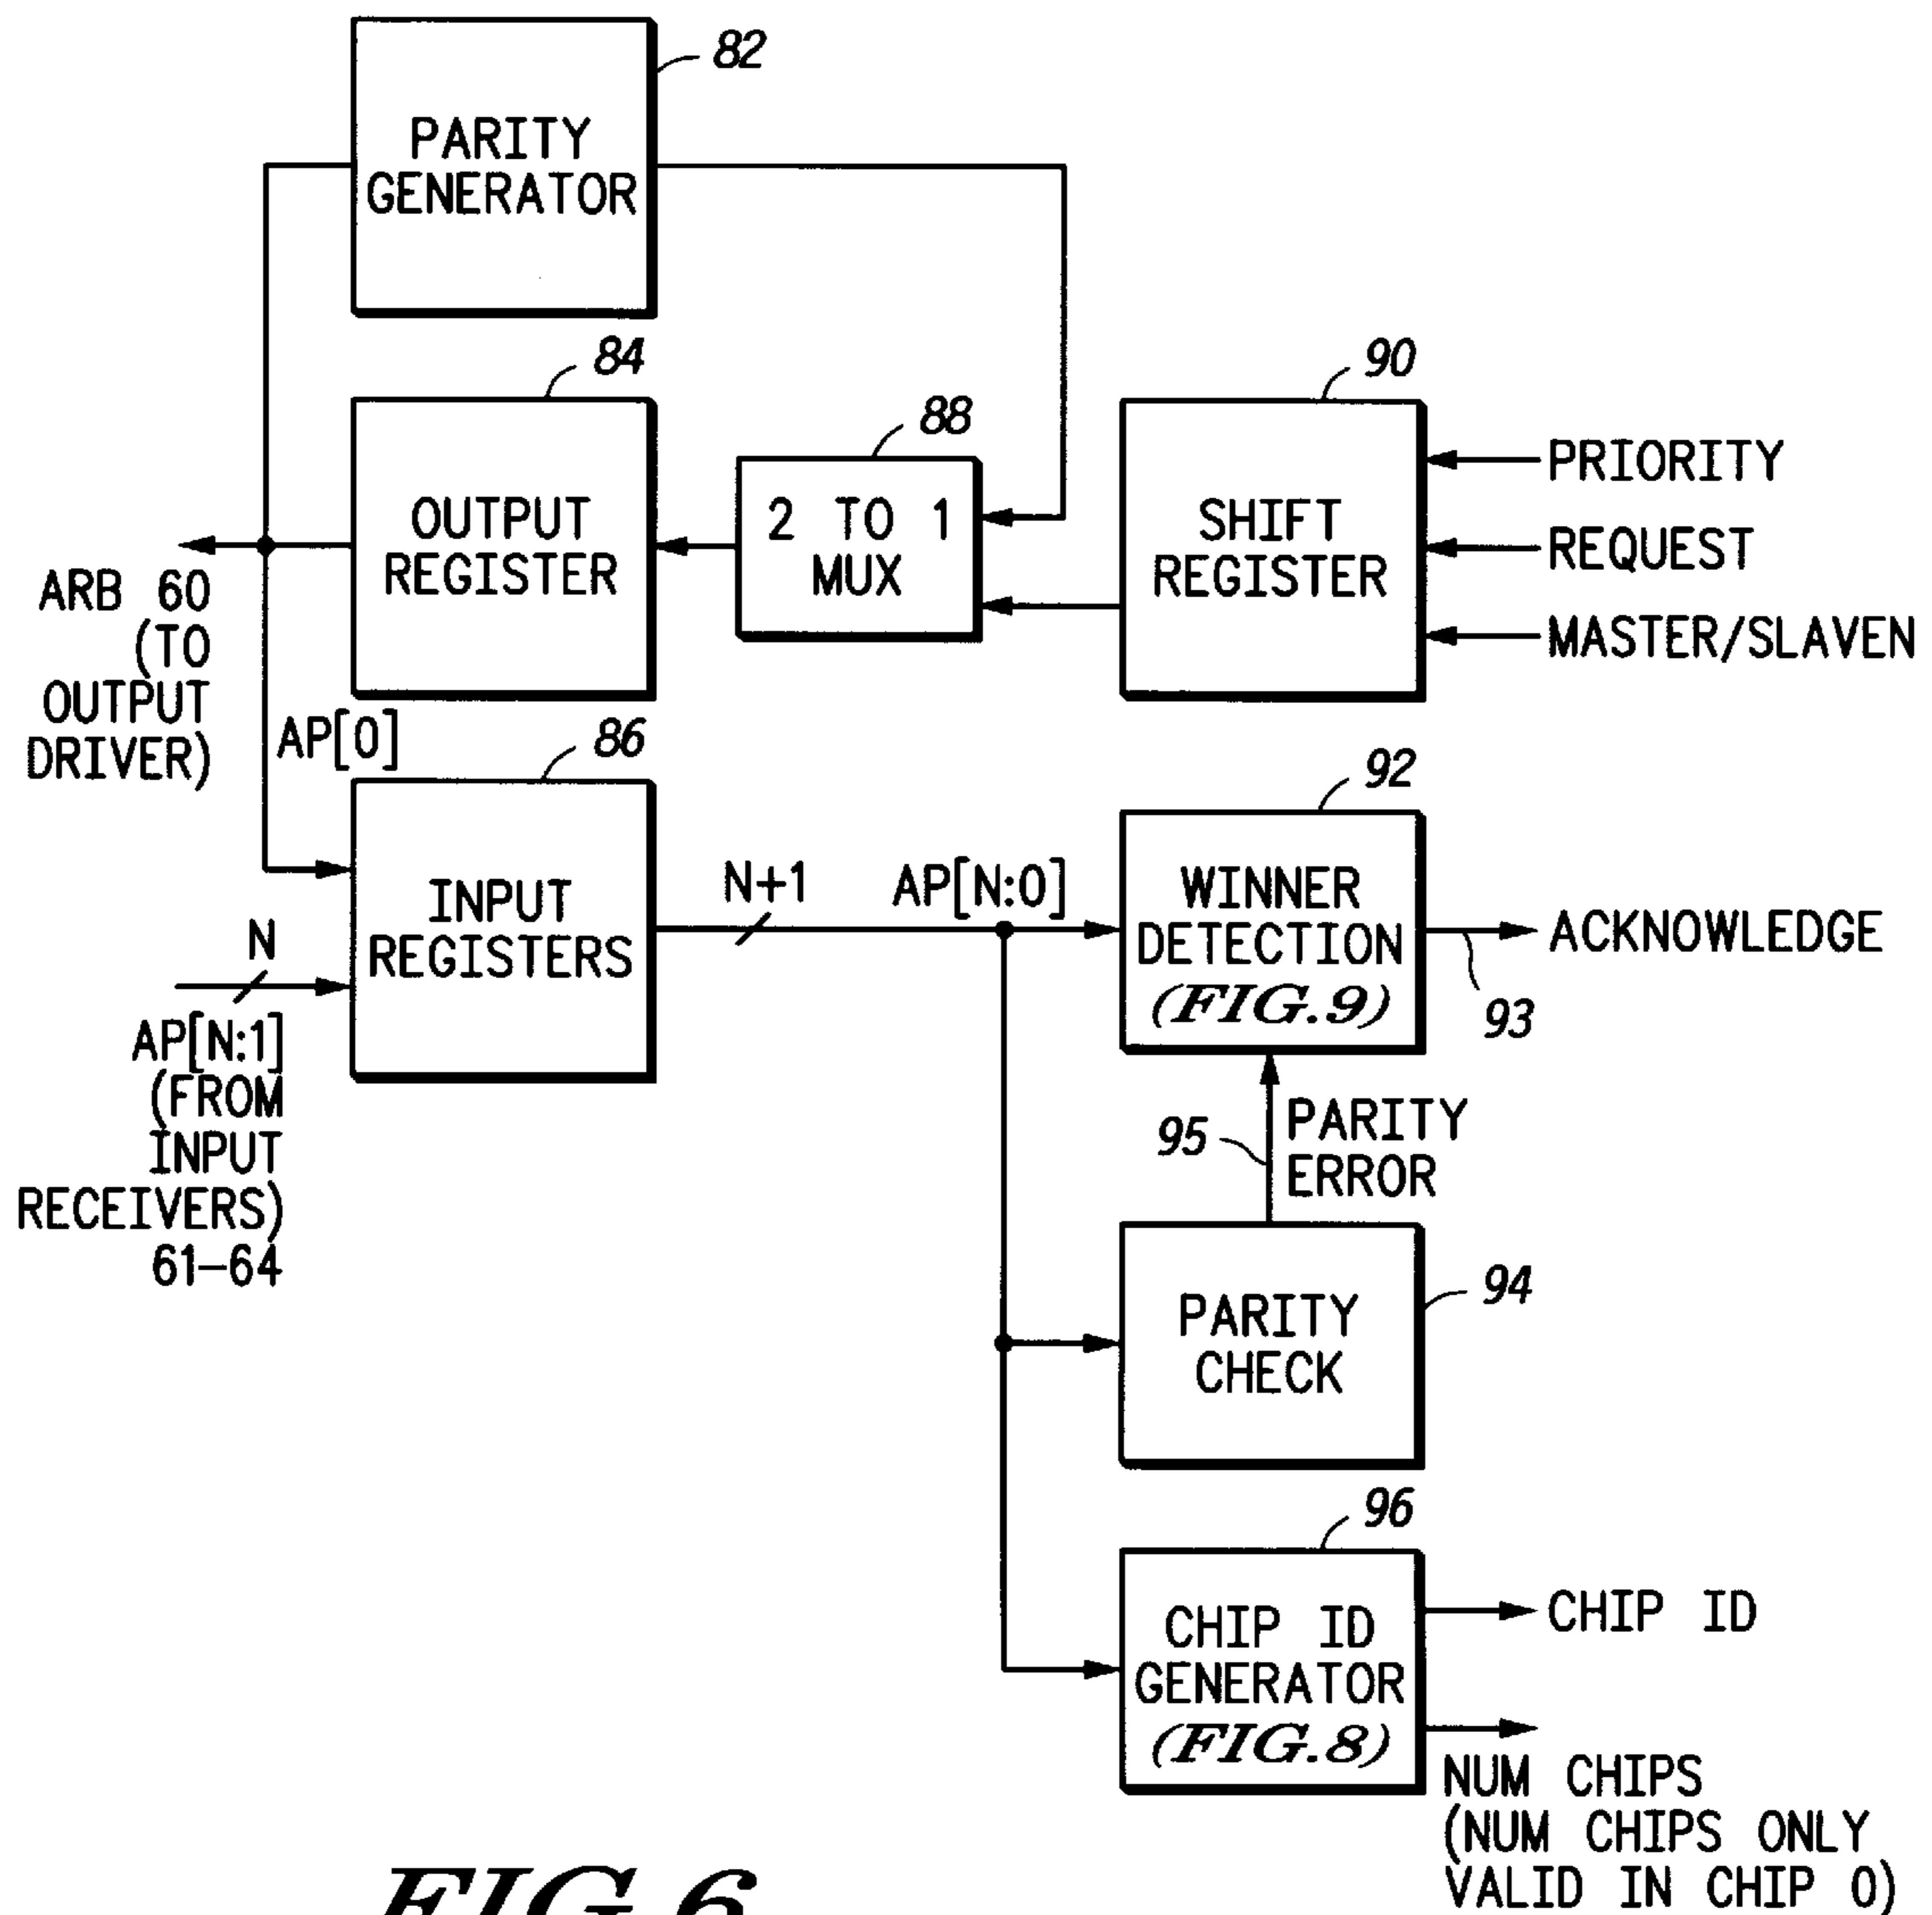 82
PARITY
GENERATOR
84
OUTPUT
REGISTER
88
2 TO 1
MUX
90
SHIFT
REGISTER
PRIORITY
REQUEST
MASTER/SLAVEN
ARB 60
(TO
OUTPUT
DRIVER)
AP[0]
86
INPUT
REGISTERS
N
AP[N:1]
(FROM
INPUT
RECEIVERS)
61-64
N+1
AP[N:0]
92
WINNER
DETECTION
(FIG.9)
ACKNOWLEDGE
93
95
PARITY
ERROR
94
PARITY
CHECK
96
CHIP ID
GENERATOR
(FIG.8)
CHIP ID
NUM CHIPS
(NUM CHIPS ONLY
VALID IN CHIP 0)
FIG.6